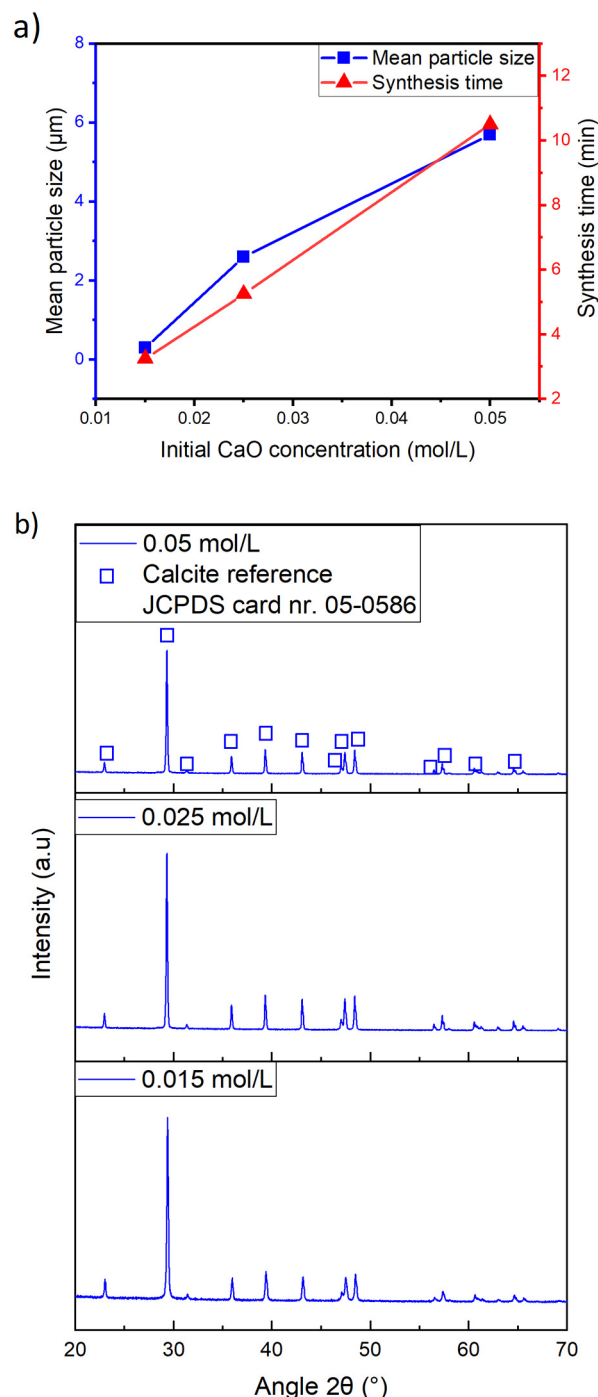 a)
Mean particle size
Synthesis time
Mean particle size (μm)
8
6
4
2
0
Synthesis time (min)
12
10
8
6
4
2
0.01 0.02 0.03 0.04 0.05
Initial CaO concentration (mol/L)
b)
0.05 mol/L
Calcite reference
JCPDS card nr. 05-0586
0.025 mol/L
0.015 mol/L
Intensity (a.u)
20 30 40 50 60 70
Angle 2θ (°)